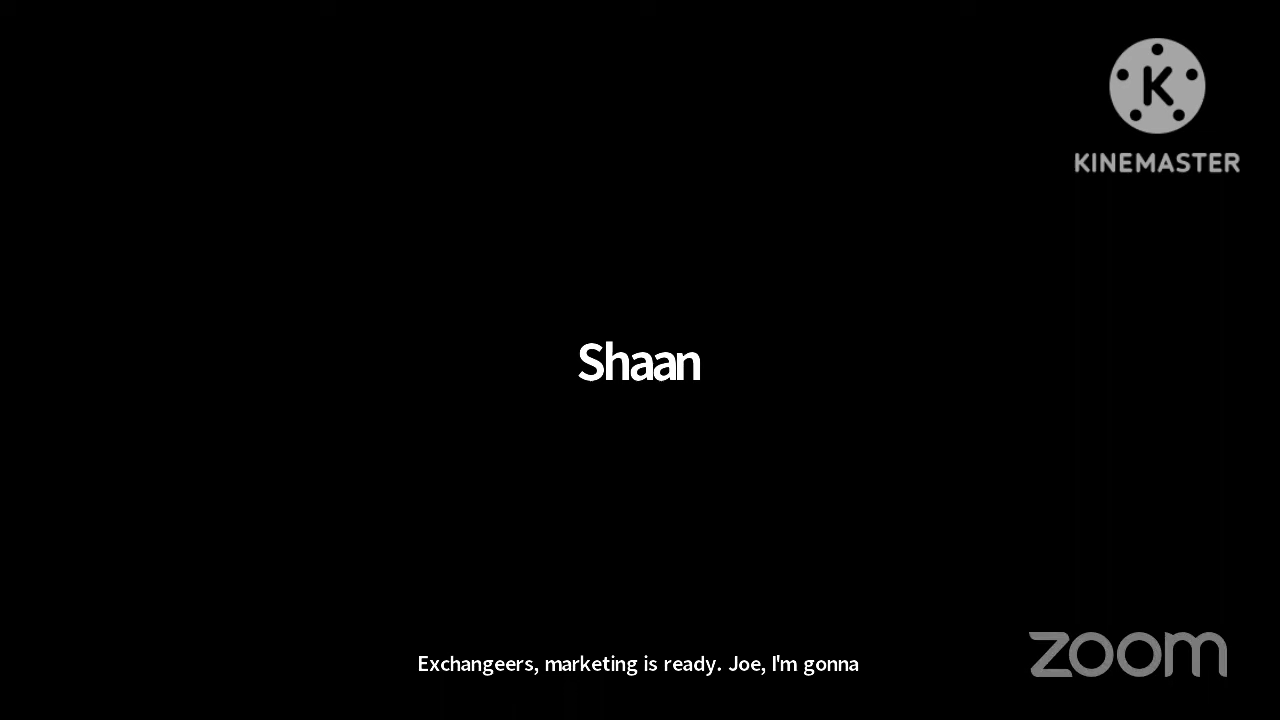 K
KINEMASTER
Shaan
Exchangeers, marketing is ready. Joe, I'm gonna
zoom